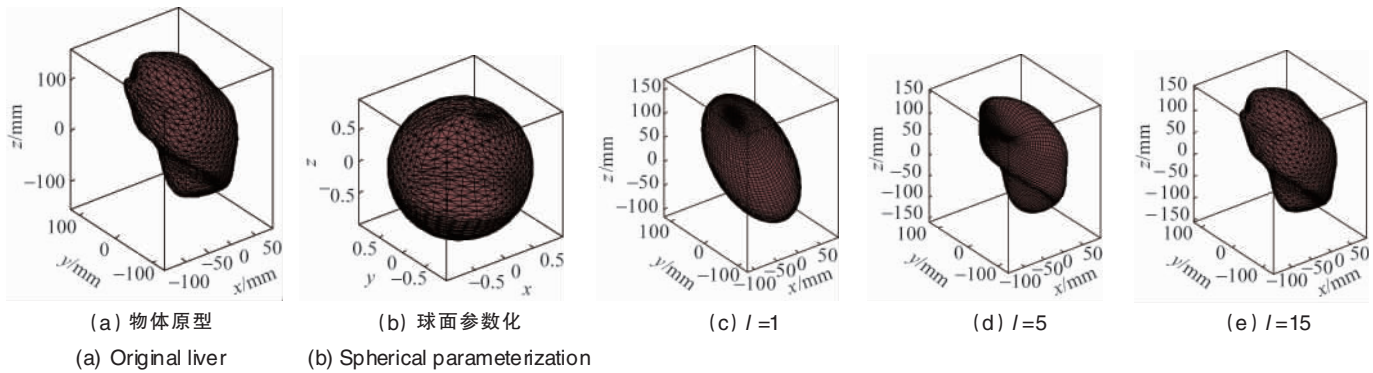 100
0
−100
z/mm
100
0
−100
y/mm
−100
−50
0
50
x/mm
0.5
0
−0.5
z
0.5
0
−0.5
y
−0.5
0
0.5
x
150
100
50
0
−50
−100
z/mm
100
0
−100
y/mm
−100
−50
0
50
x/mm
150
100
50
0
−50
−100
−150
z/mm
100
0
−100
y/mm
−100
−50
0
50
x/mm
150
100
50
0
−50
−100
−150
z/mm
100
0
−100
y/mm
−100
−50
0
50
x/mm
(a) 物体原型
(b) 球面参数化
(c) l =1
(d) l =5
(e) l =15
(a) Original liver
(b) Spherical parameterization